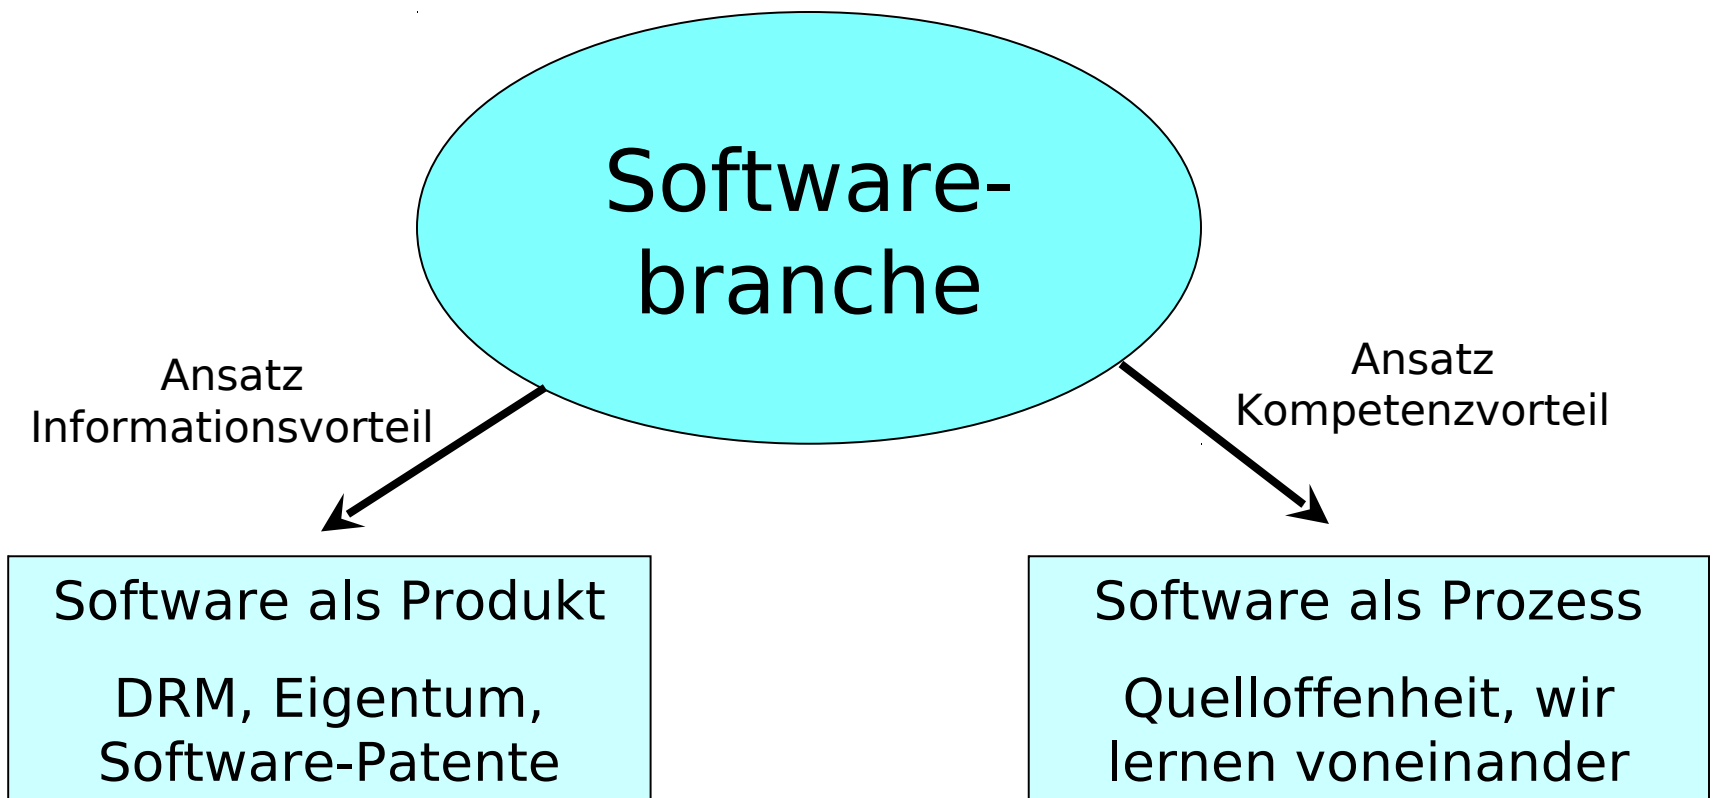 Software-
branche
Ansatz
Informationsvorteil
Ansatz
Kompetenzvorteil
Software als Produkt
DRM, Eigentum,
Software-Patente
Software als Prozess
Quelloffenheit, wir
lernen voneinander